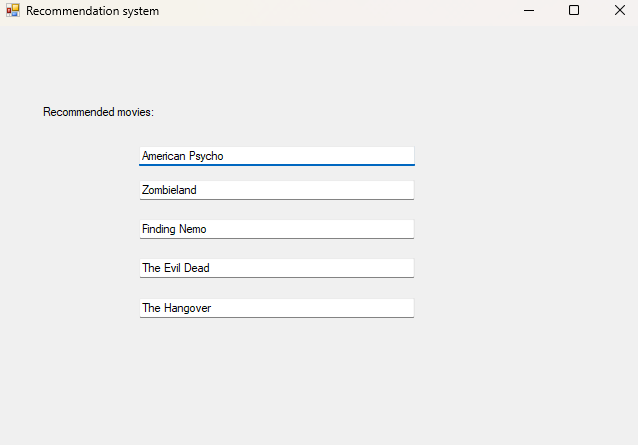 Recommendation system
Recommended movies:
American Psycho
Zombieland
Finding Nemo
The Evil Dead
The Hangover